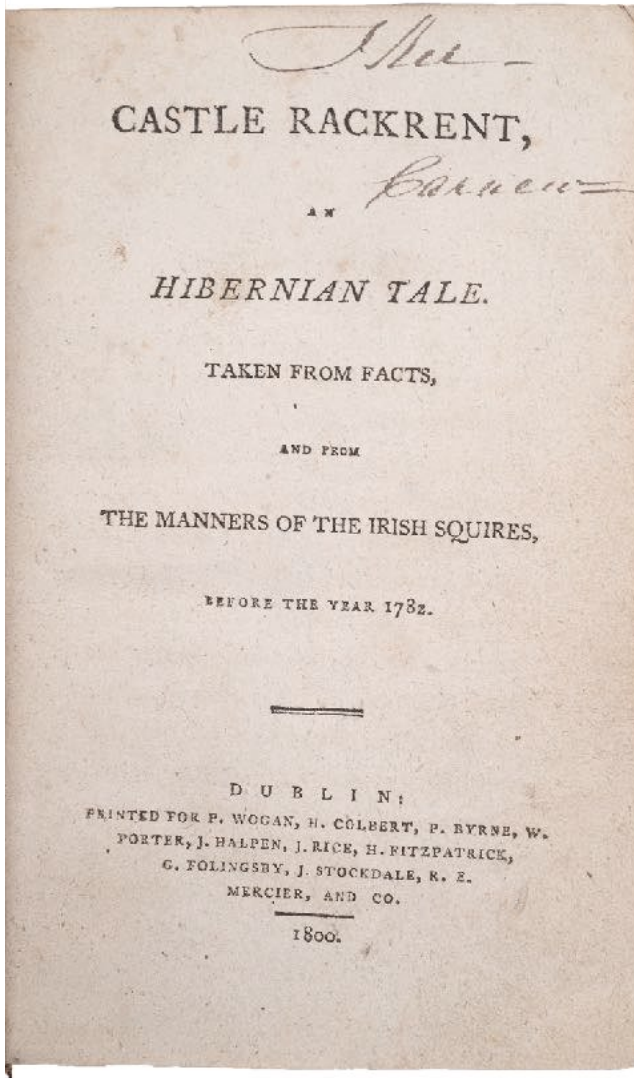 CASTLE RACKRENT,
AN
HIBERNIAN TALE.
TAKEN FROM FACTS,
AND FROM
THE MANNERS OF THE IRISH SQUIRES,
BEFORE THE YEAR 1782.
DUBLIN:
PRINTED FOR P. WOGAN, H. COLBERT, P. BYRNE, W.
PORTER, J. HALPEN, J. RICE, H. FITZPATRICK,
G. FOLINGSBY, J. STOCKDALE, R. E.
MERCIER, AND CO.
1800.